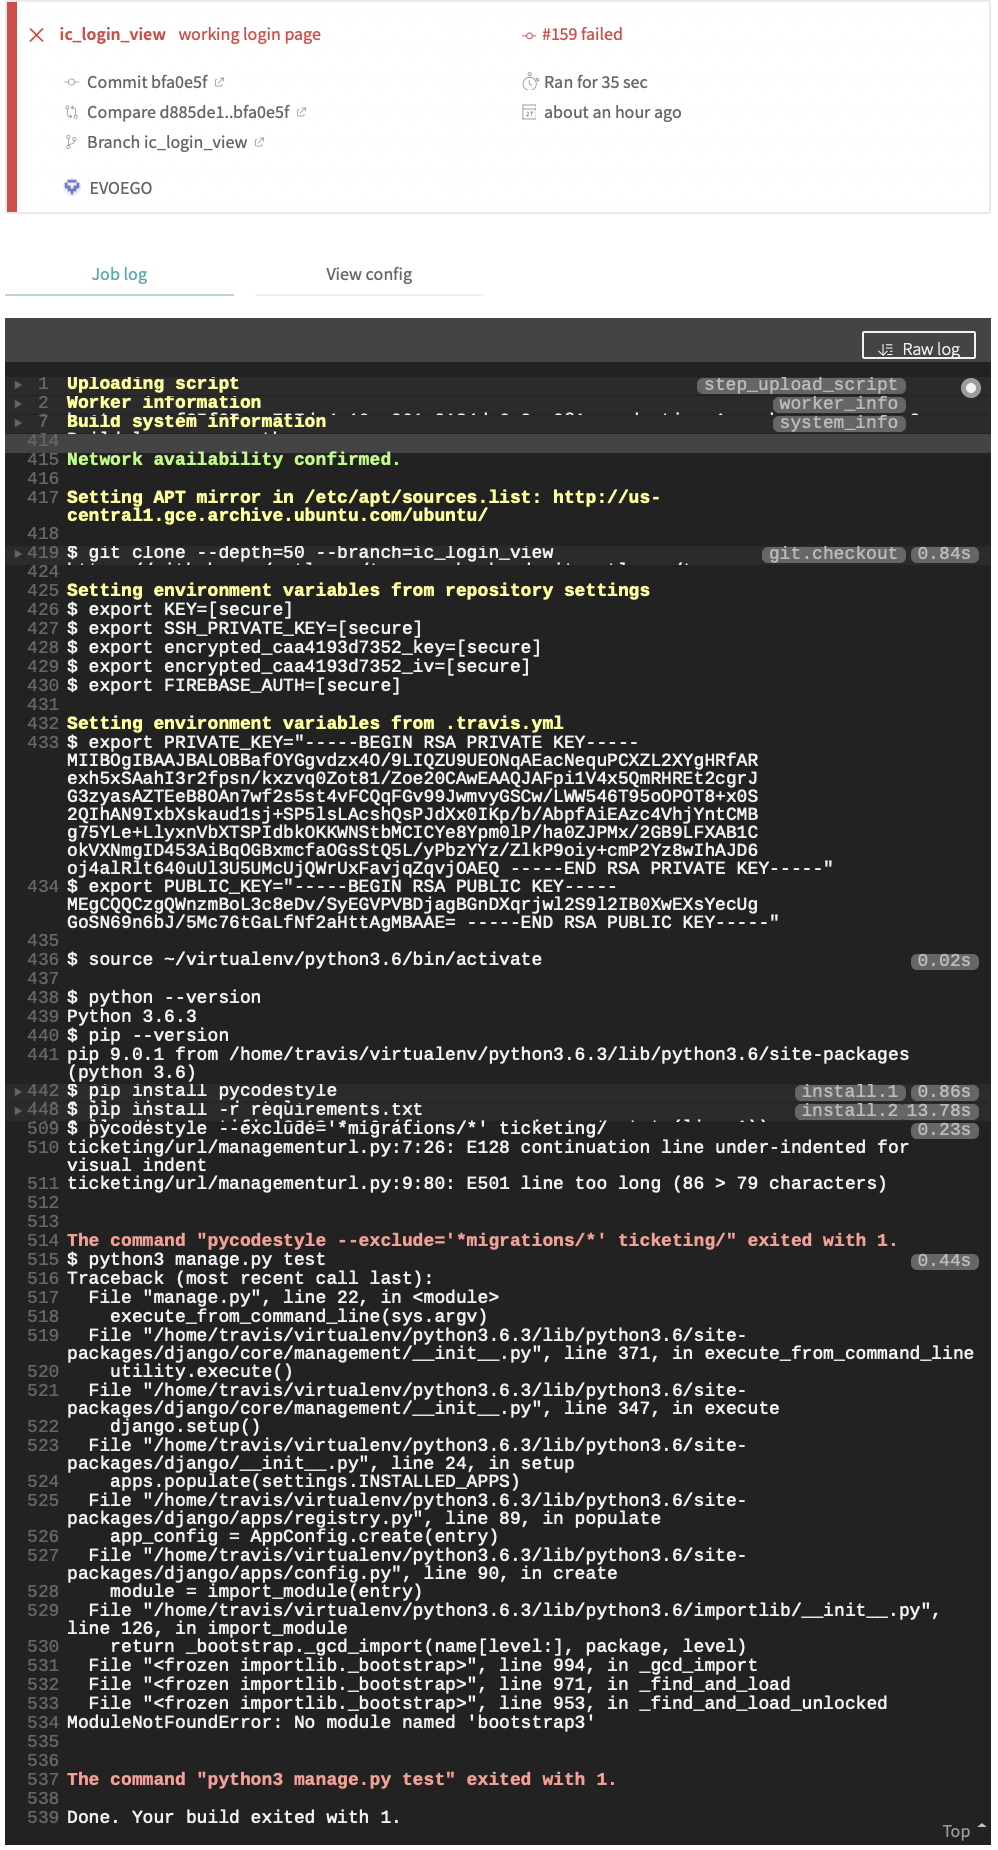 ic_login_view working login page
#159 failed
Commit bfa0e5f
Ran for 35 sec
Compare d885de1..bfa0e5f
about an hour ago
Branch ic_login_view
EVOEGO
Job log View config
Raw log
1 Uploading script step_upload_script
2 Worker information worker_info
7 Build system information system_info
414
415 Network availability confirmed.
416
417 Setting APT mirror in /etc/apt/sources.list: http://us-
central1.gce.archive.ubuntu.com/ubuntu/
418
419 $ git clone --depth=50 --branch=ic_login_view git.checkout 0.84s
424
425 Setting environment variables from repository settings
426 $ export KEY=[secure]
427 $ export SSH_PRIVATE_KEY=[secure]
428 $ export encrypted_caa4193d7352_key=[secure]
429 $ export encrypted_caa4193d7352_iv=[secure]
430 $ export FIREBASE_AUTH=[secure]
431
432 Setting environment variables from .travis.yml
433 $ export PRIVATE_KEY="-----BEGIN RSA PRIVATE KEY-----
-----END RSA PRIVATE KEY-----"
434 $ export PUBLIC_KEY="-----BEGIN RSA PUBLIC KEY-----
MEgCQQCzgQWnzmBoL3c8eDv/SyEGVPVBDjagBGnDXqrjwl2S9l2IB0XwEXsYecUg
GoSN69n6bJ/5Mc76tGaLfNf2aHttAgMBAAE= -----END RSA PUBLIC KEY-----"
435
436 $ source ~/virtualenv/python3.6/bin/activate 0.02s
437
438 $ python --version
439 Python 3.6.3
440 $ pip --version
441 pip 9.0.1 from /home/travis/virtualenv/python3.6.3/lib/python3.6/site-packages
(python 3.6)
442 $ pip install pycodestyle install.1 0.86s
448 $ pip install -r requirements.txt install.2 13.78s
509 $ pycodestyle --exclude='*migrations/*' ticketing/ 0.23s
510 ticketing/url/managementurl.py:7:26: E128 continuation line under-indented for
visual indent
511 ticketing/url/managementurl.py:9:80: E501 line too long (86 > 79 characters)
512
513
514 The command "pycodestyle --exclude='*migrations/*' ticketing/" exited with 1.
515 $ python3 manage.py test 0.44s
516 Traceback (most recent call last):
517 File "manage.py", line 22, in <module>
518 execute_from_command_line(sys.argv)
519 File "/home/travis/virtualenv/python3.6.3/lib/python3.6/site-
packages/django/core/management/__init__.py", line 371, in execute_from_command_line
520 utility.execute()
521 File "/home/travis/virtualenv/python3.6.3/lib/python3.6/site-
packages/django/core/management/__init__.py", line 347, in execute
522 django.setup()
523 File "/home/travis/virtualenv/python3.6.3/lib/python3.6/site-
packages/django/__init__.py", line 24, in setup
524 apps.populate(settings.INSTALLED_APPS)
525 File "/home/travis/virtualenv/python3.6.3/lib/python3.6/site-
packages/django/apps/registry.py", line 89, in populate
526 app_config = AppConfig.create(entry)
527 File "/home/travis/virtualenv/python3.6.3/lib/python3.6/site-
packages/django/apps/config.py", line 90, in create
528 module = import_module(entry)
529 File "/home/travis/virtualenv/python3.6.3/lib/python3.6/importlib/__init__.py",
line 126, in import_module
530 return _bootstrap._gcd_import(name[level:], package, level)
531 File "<frozen importlib._bootstrap>", line 994, in _gcd_import
532 File "<frozen importlib._bootstrap>", line 971, in _find_and_load
533 File "<frozen importlib._bootstrap>", line 953, in _find_and_load_unlocked
534 ModuleNotFoundError: No module named 'bootstrap3'
535
536
537 The command "python3 manage.py test" exited with 1.
538
539 Done. Your build exited with 1.
Top